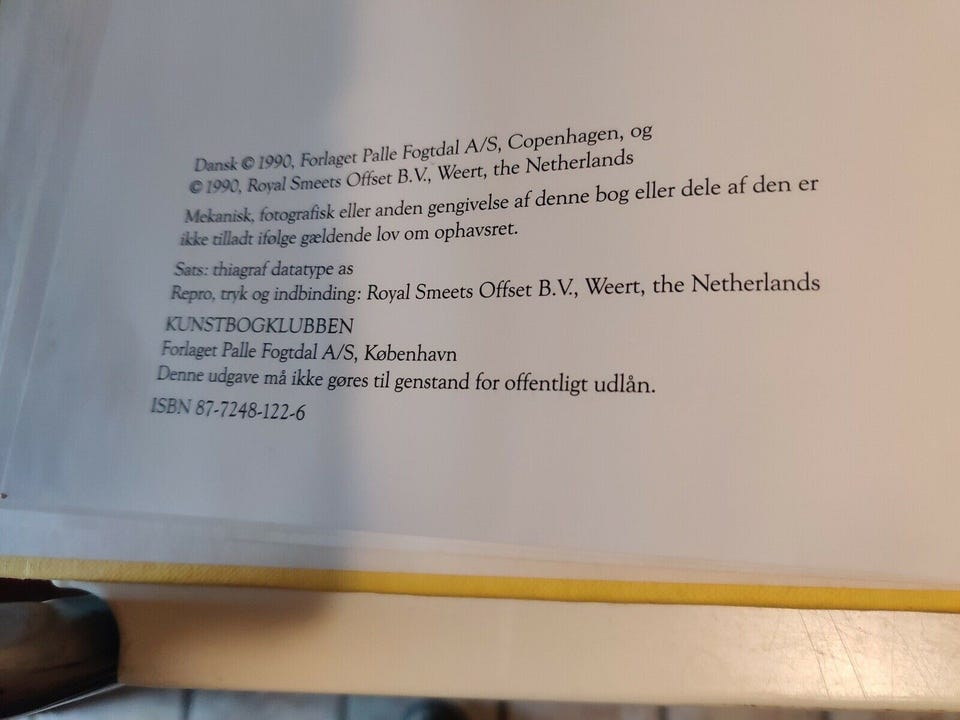 Dansk © 1990, Forlaget Palle Fogtdal A/S, Copenhagen, og
© 1990, Royal Smeets Offset B.V., Weert, the Netherlands
Mekanisk, fotografisk eller anden gengivelse af denne bog eller dele af den er
ikke tilladt ifølge gældende lov om ophavsret.
Sats: thiagraf datatype as
Repro, tryk og indbinding: Royal Smeets Offset B.V., Weert, the Netherlands
KUNSTBOGKLUBBEN
Forlaget Palle Fogtdal A/S, København
Denne udgave må ikke gøres til genstand for offentligt udlån.
ISBN 87-7248-122-6